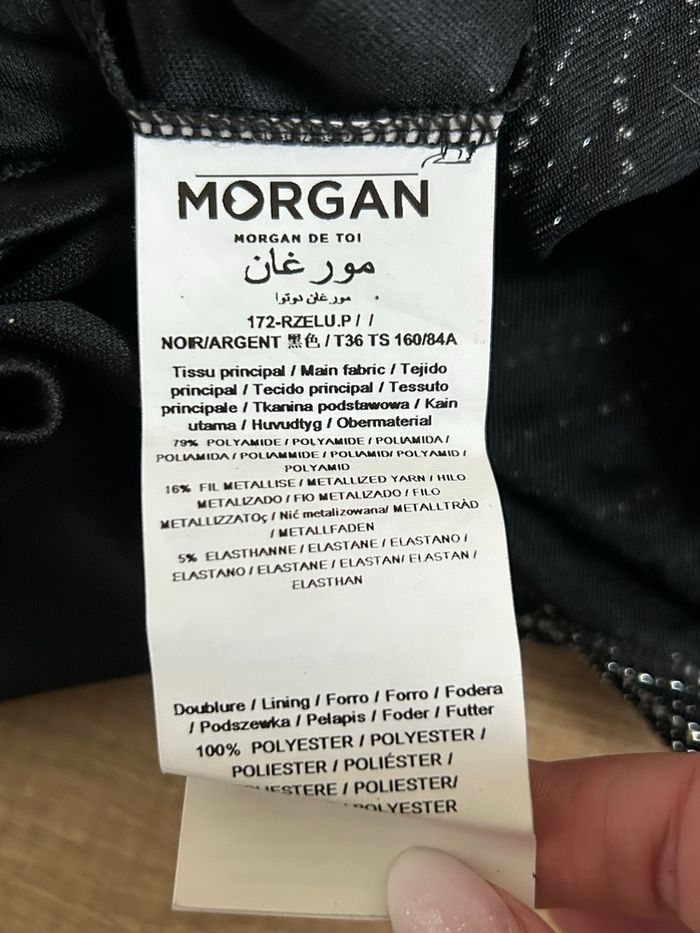 MORGAN
MORGAN DE TOI
مورغان
مورغان دوتوا
172-RZELU.P / /
NOIR/ARGENT 黑色 / T36 TS 160/84A
Tissu principal / Main fabric / Tejido
principal / Tecido principal / Tessuto
principale / Tkanina podstawowa / Kain
utama / Huvudtyg / Obermaterial
79% POLYAMIDE / POLYAMIDE / POLIAMIDA /
POLIAMIDA / POLIAMMIDE / POLIAMID/ POLYAMID /
POLYAMID
16% FIL METALLISE / METALLIZED YARN / HILO
METALIZADO / FIO METALIZADO / FILO
METALLIZZATOç / Nić metalizowana/ METALLTRÀD
/ METALLFADEN
5% ELASTHANNE / ELASTANE / ELASTANO /
ELASTANO / ELASTANE / ELASTAN/ ELASTAN /
ELASTHAN
Doublure / Lining / Forro / Forro / Fodera
/ Podszewka / Pelapis / Foder / Futter
100% POLYESTER / POLYESTER /
POLIESTER / POLIÉSTER /
/ POLIESTER/
/ POLYESTER